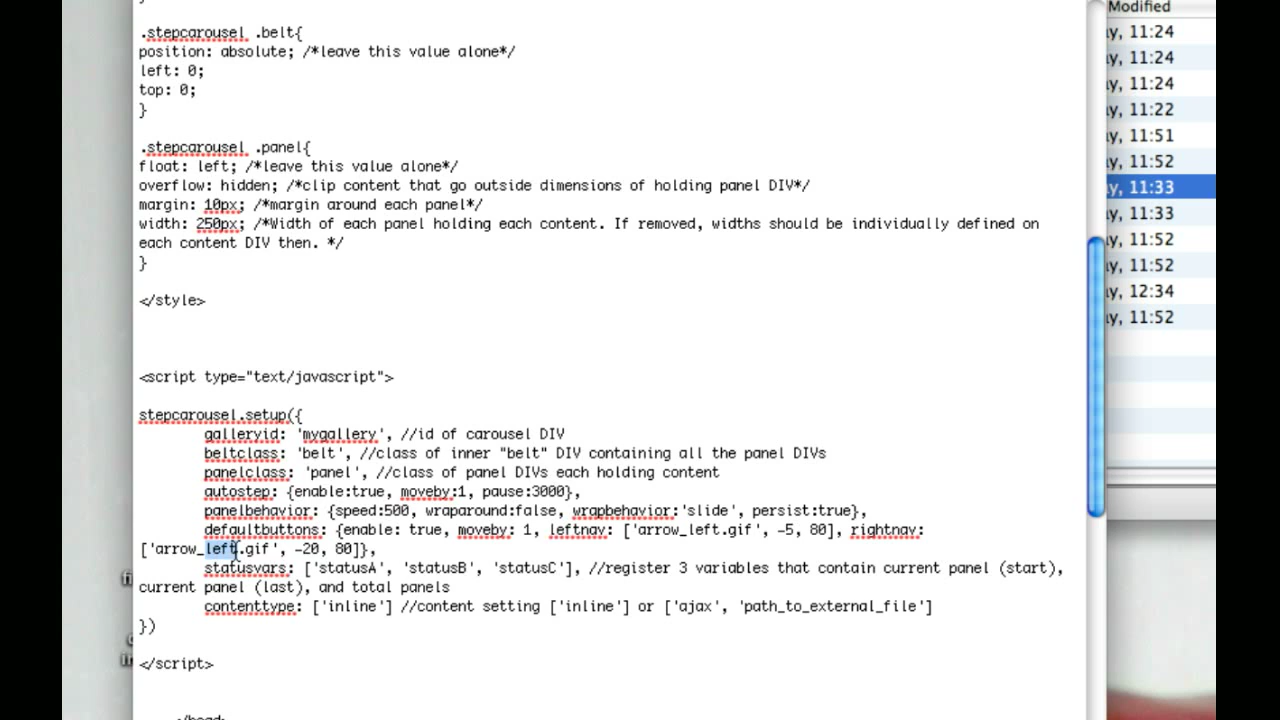 }
Modified
.stepcarousel .belt{
position: absolute; /*leave this value alone*/
left: 0;
top: 0;
}
.stepcarousel .panel{
float: left; /*leave this value alone*/
overflow: hidden; /*clip content that go outside dimensions of holding panel DIV*/
margin: 10px; /*margin around each panel*/
width: 250px; /*Width of each panel holding each content. If removed, widths should be individually defined on
each content DIV then. */
}
</style>
<script type="text/javascript">
stepcarousel.setup({
galleryid: 'mygallery', //id of carousel DIV
beltclass: 'belt', //class of inner "belt" DIV containing all the panel DIVs
panelclass: 'panel', //class of panel DIVs each holding content
autostep: {enable:true, moveby:1, pause:3000},
panelbehavior: {speed:500, wraparound:false, wrapbehavior:'slide', persist:true},
defaultbuttons: {enable: true, moveby: 1, leftnav: ['arrow_left.gif', -5, 80], rightnav:
['arrow_left.gif', -20, 80]},
statusvars: ['statusA', 'statusB', 'statusC'], //register 3 variables that contain current panel (start),
current panel (last), and total panels
contenttype: ['inline'] //content setting ['inline'] or ['ajax', 'path_to_external_file']
})
</script>
</head>
y, 11:24
y, 11:24
y, 11:24
y, 11:22
y, 11:51
y, 11:52
y, 11:33
y, 11:33
y, 11:52
y, 11:52
y, 12:34
y, 11:52